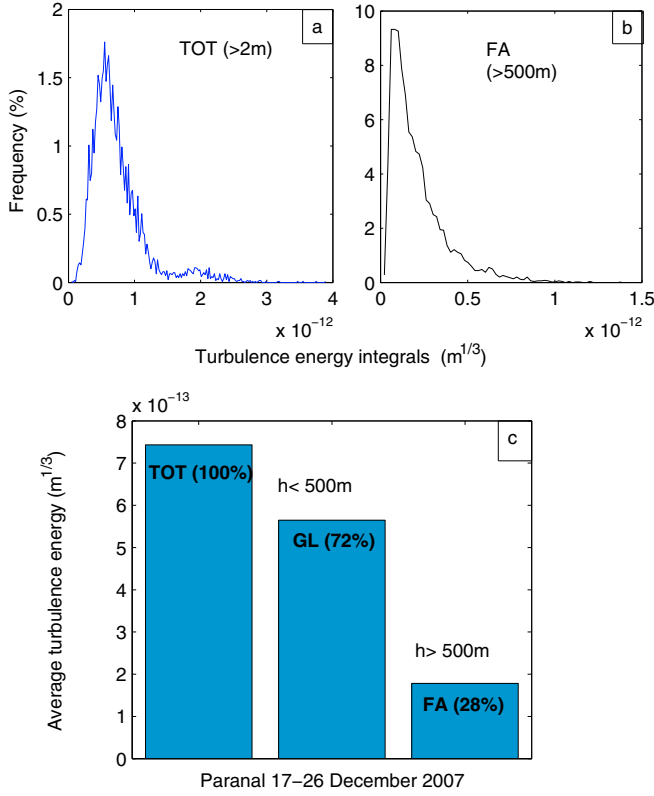 a
TOT (>2m)
2
1.5
1
0.5
0
Frequency (%)
0 1 2 3 4
x 10⁻¹²
b
FA
(>500m)
10
8
6
4
2
0
0 0.5 1 1.5
x 10⁻¹²
Turbulence energy integrals (m^1/3)
x 10⁻¹³
c
8
7
6
5
4
3
2
1
0
Average turbulence energy (m^1/3)
TOT (100%)
h< 500m
GL (72%)
h> 500m
FA (28%)
Paranal 17−26 December 2007